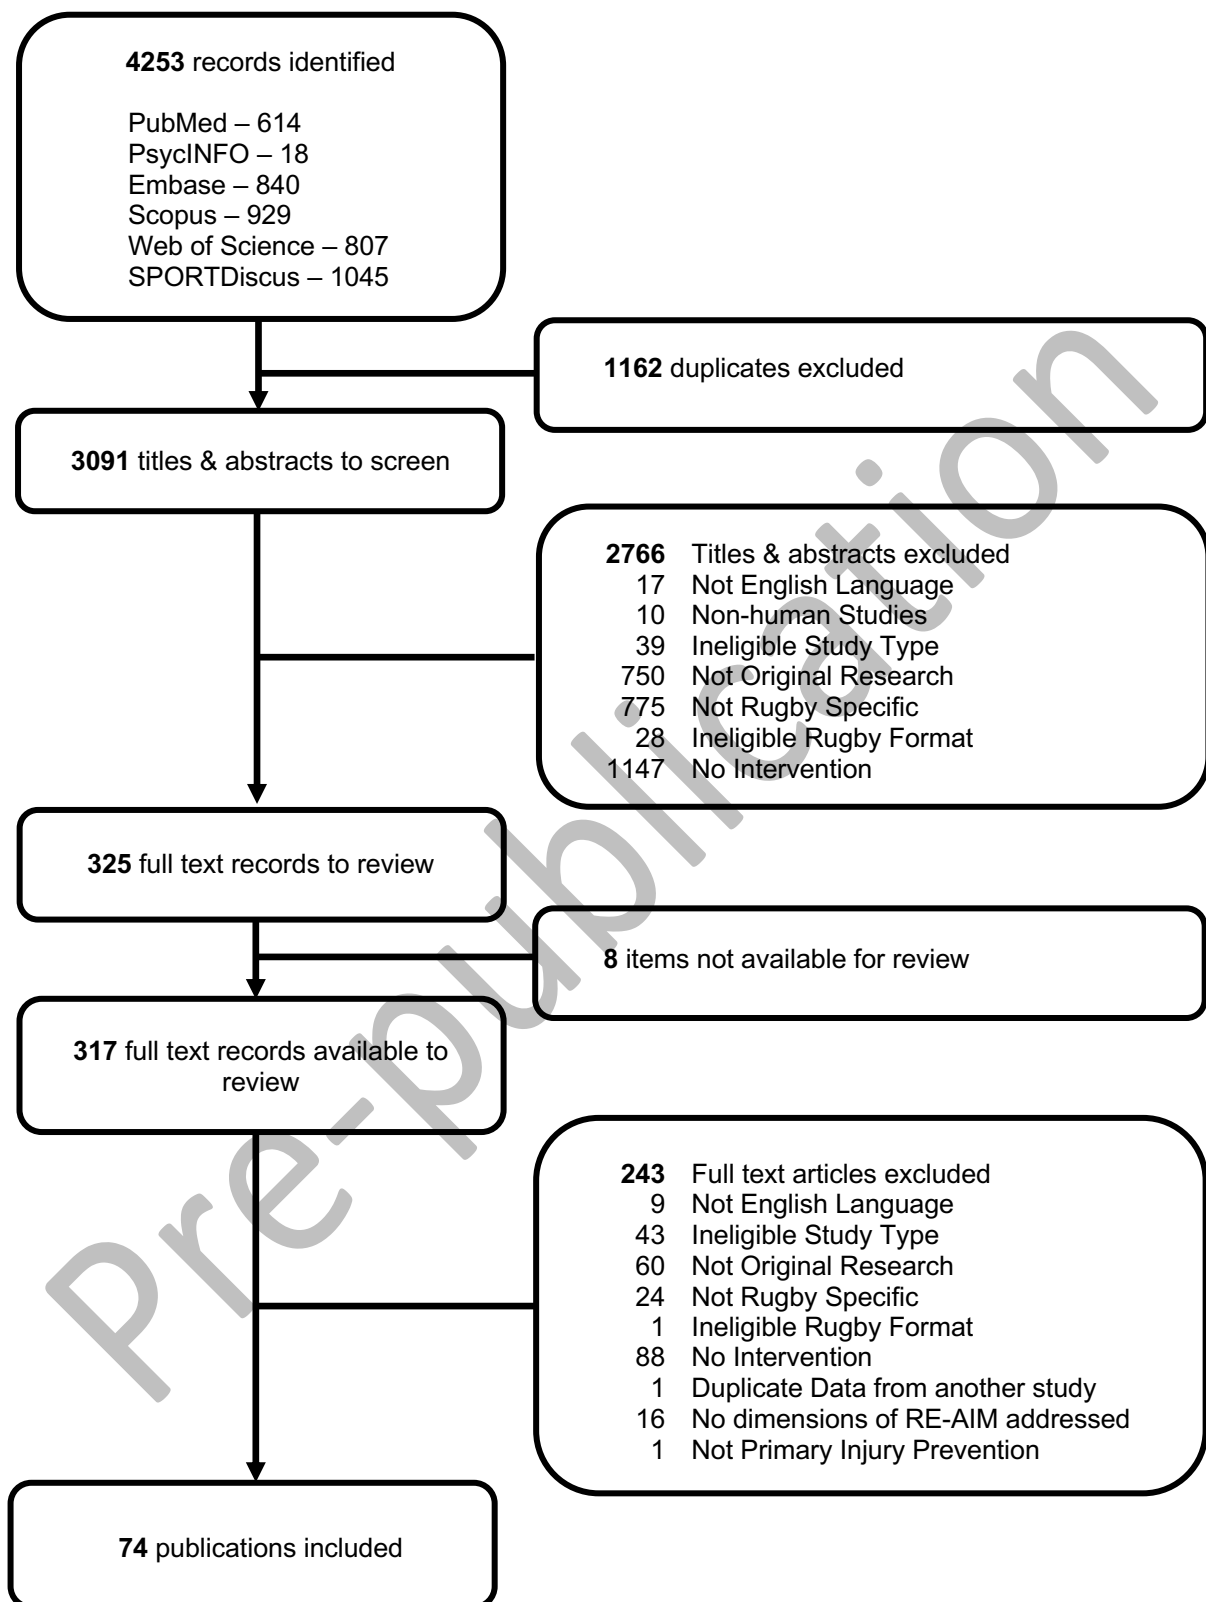 4253 records identified
PubMed – 614
PsycINFO – 18
Embase – 840
Scopus – 929
Web of Science – 807
SPORTDiscus – 1045
1162 duplicates excluded
3091 titles & abstracts to screen
2766 Titles & abstracts excluded
17 Not English Language
10 Non-human Studies
39 Ineligible Study Type
750 Not Original Research
775 Not Rugby Specific
28 Ineligible Rugby Format
1147 No Intervention
325 full text records to review
8 items not available for review
317 full text records available to
review
243 Full text articles excluded
9 Not English Language
43 Ineligible Study Type
60 Not Original Research
24 Not Rugby Specific
1 Ineligible Rugby Format
88 No Intervention
1 Duplicate Data from another study
16 No dimensions of RE-AIM addressed
1 Not Primary Injury Prevention
74 publications included
Pre-publication